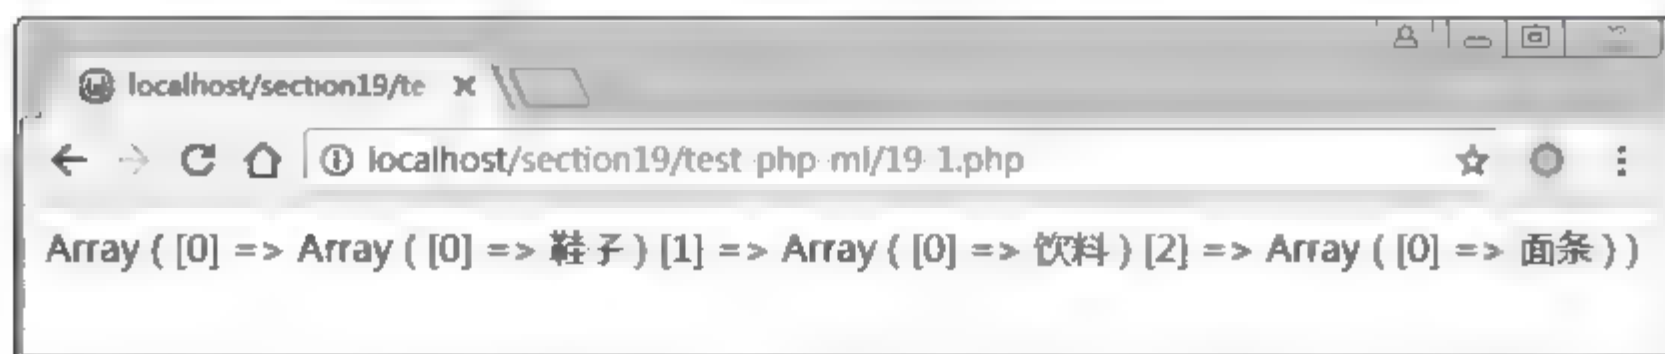 localhost/section19/te
localhost/section19/test-php-ml/19-1.php
Array ( [0] => Array ( [0] => 鞋子 ) [1] => Array ( [0] => 饮料 ) [2] => Array ( [0] => 面条 ) )